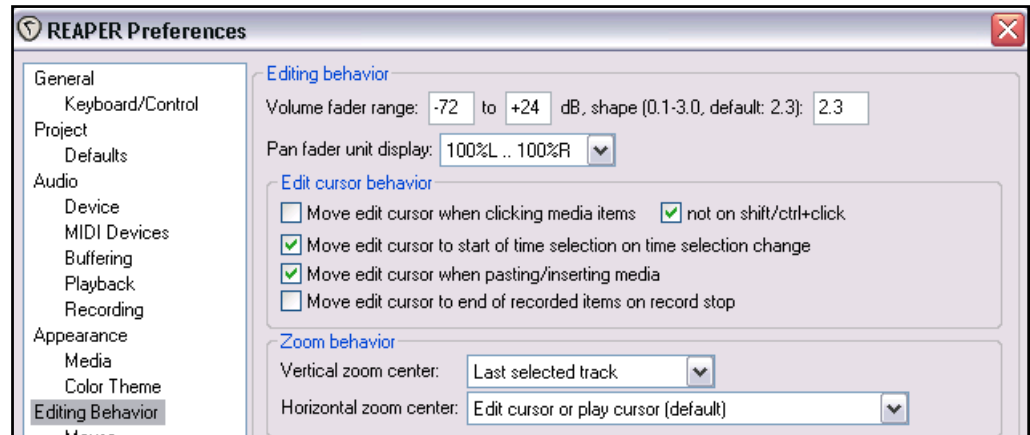 REAPER Preferences
General
Keyboard/Control
Project
Defaults
Audio
Device
MIDI Devices
Buffering
Playback
Recording
Appearance
Media
Color Theme
Editing Behavior
Editing behavior
Volume fader range: -72 to +24 dB, shape (0.1-3.0, default: 2.3): 2.3
Pan fader unit display: 100%L .. 100%R
Edit cursor behavior
Move edit cursor when clicking media items not on shift/ctrl+click
Move edit cursor to start of time selection on time selection change
Move edit cursor when pasting/inserting media
Move edit cursor to end of recorded items on record stop
Zoom behavior
Vertical zoom center: Last selected track
Horizontal zoom center: Edit cursor or play cursor (default)